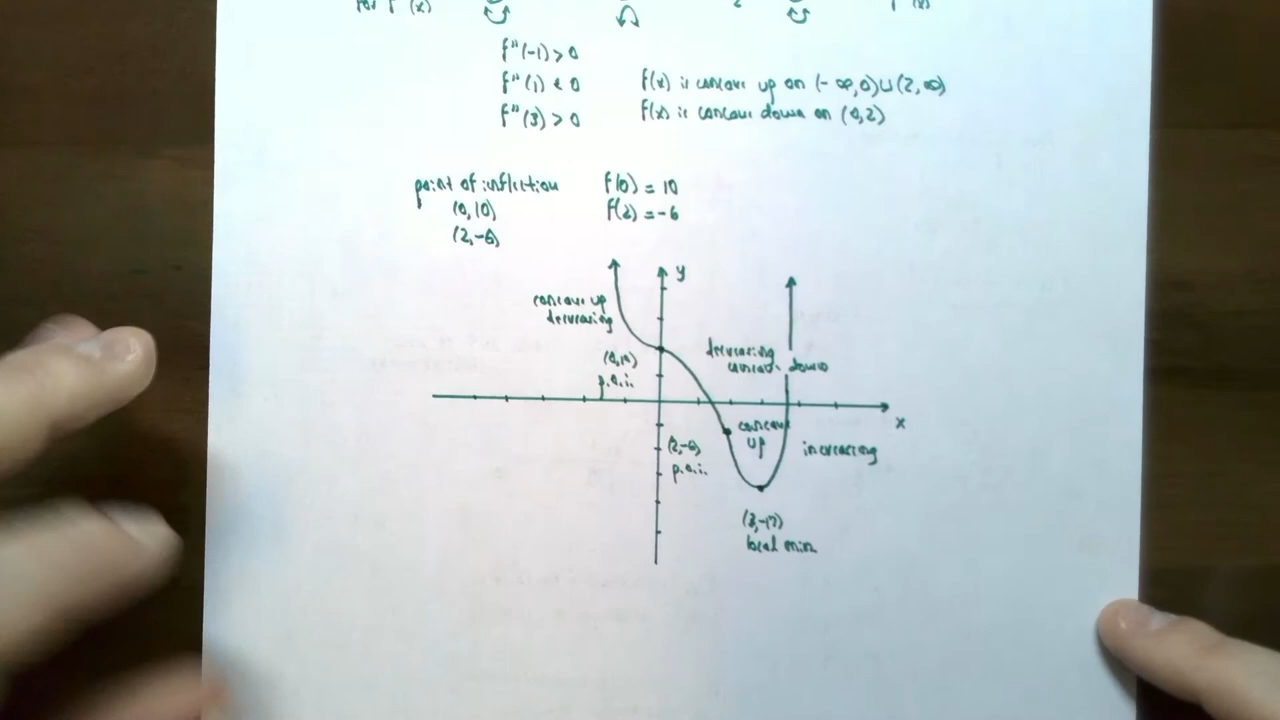 for f''(x)
f''(x)
f''(-1) > 0
f''(1) < 0 f(x) is concave up on (-∞,0)∪(2,∞)
f''(3) > 0 f(x) is concave down on (0,2)
point of inflection f(0) = 10
(0,10) f(2) = -6
(2,-6)
y
concave up
decreasing
(0,10)
p.o.i.
decreasing
concave down
x
concave
up
(2,-6)
p.o.i.
increasing
(3,-17)
local min